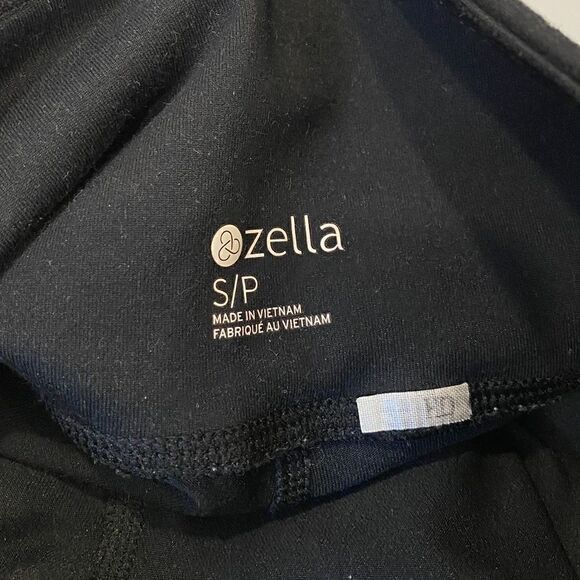 zella
S/P
MADE IN VIETNAM
FABRIQUÉ AU VIETNAM